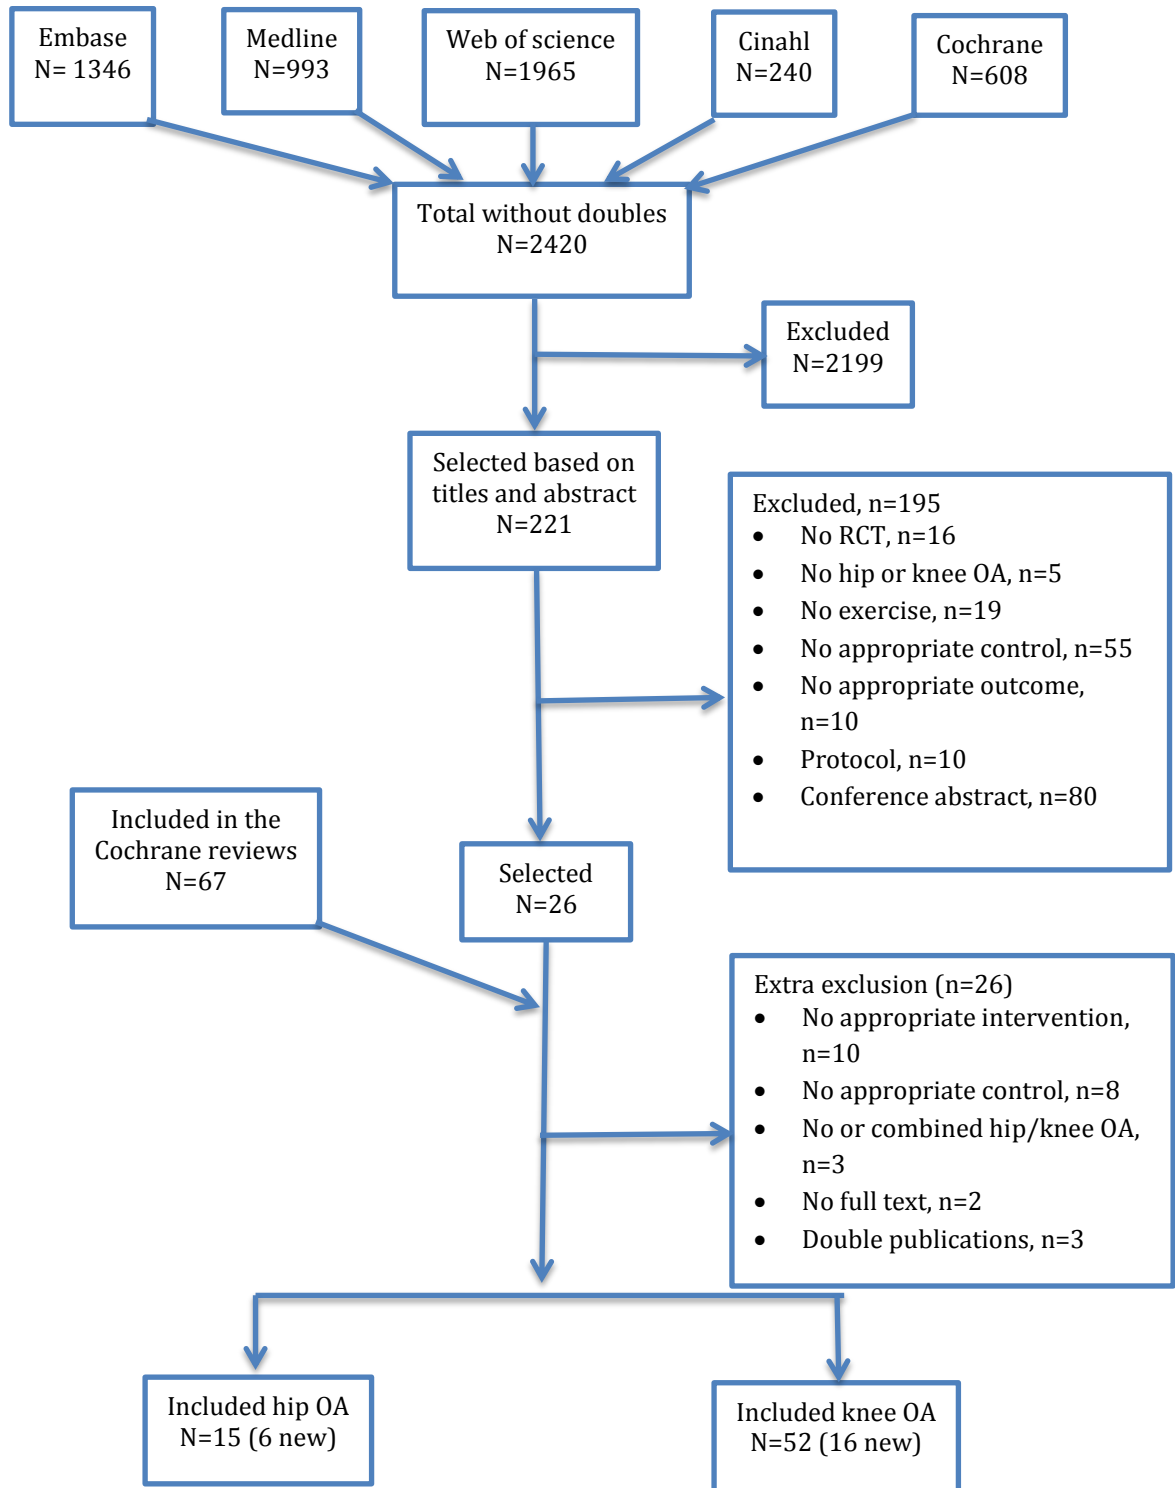 Embase
N= 1346
Medline
N=993
Web of science
N=1965
Cinahl
N=240
Cochrane
N=608
Total without doubles
N=2420
Excluded
N=2199
Selected based on
titles and abstract
N=221
Excluded, n=195
• No RCT, n=16
• No hip or knee OA, n=5
• No exercise, n=19
• No appropriate control, n=55
• No appropriate outcome,
n=10
• Protocol, n=10
• Conference abstract, n=80
Included in the
Cochrane reviews
N=67
Selected
N=26
Extra exclusion (n=26)
• No appropriate intervention,
n=10
• No appropriate control, n=8
• No or combined hip/knee OA,
n=3
• No full text, n=2
• Double publications, n=3
Included hip OA
N=15 (6 new)
Included knee OA
N=52 (16 new)